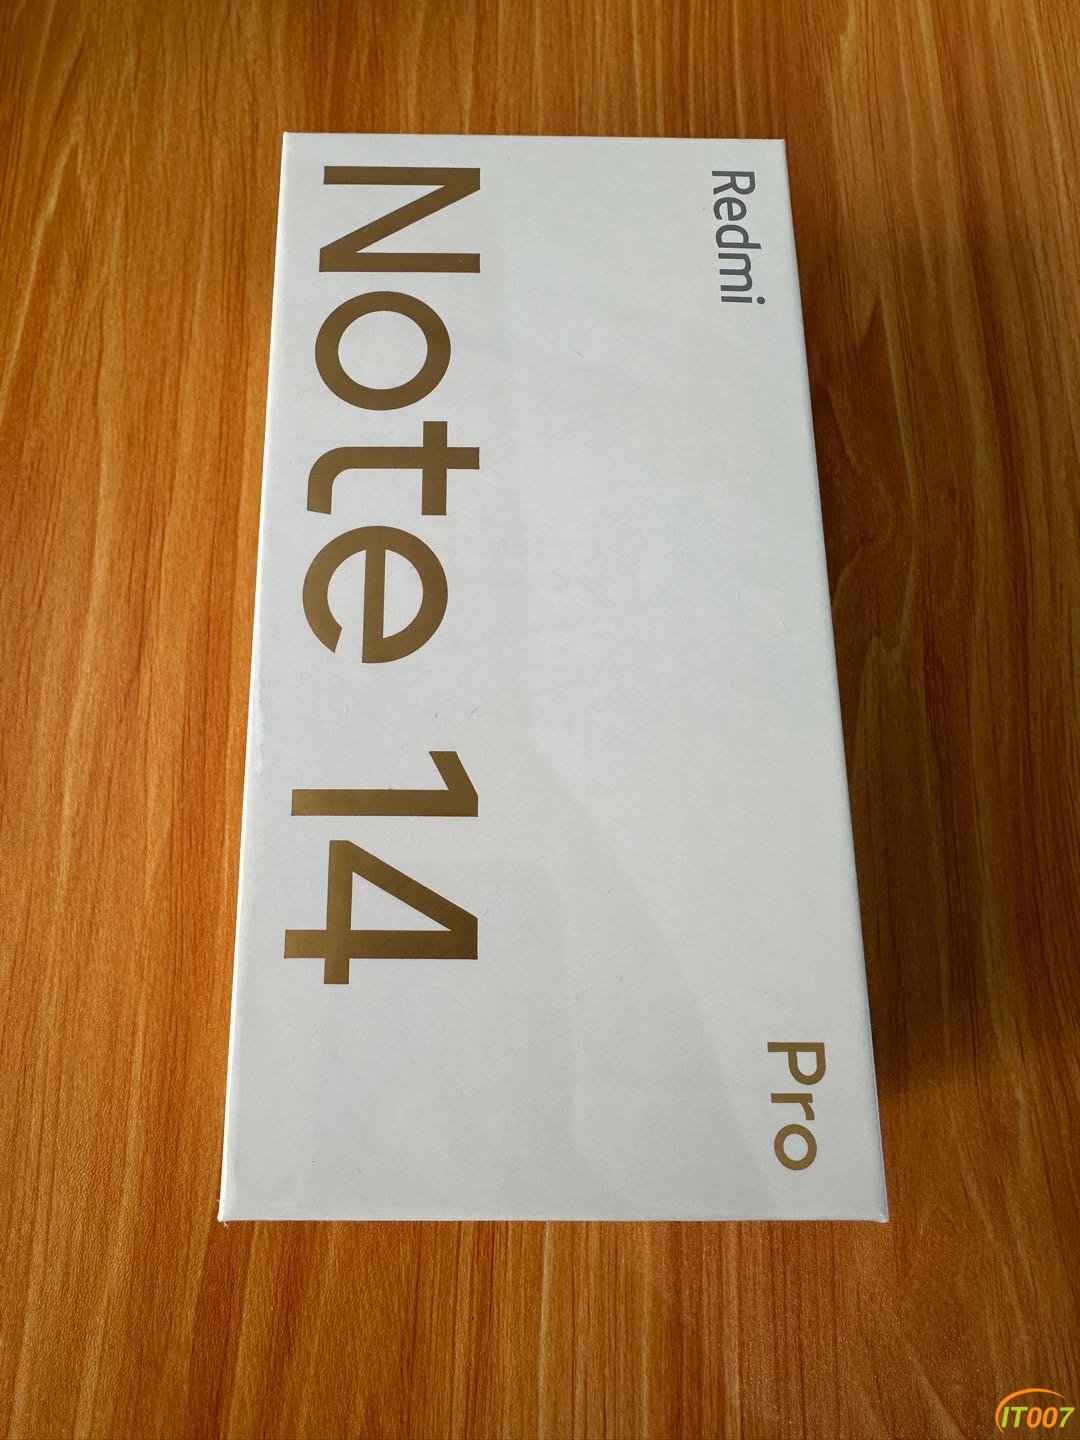 Redmi
Note 14
Pro
IT007